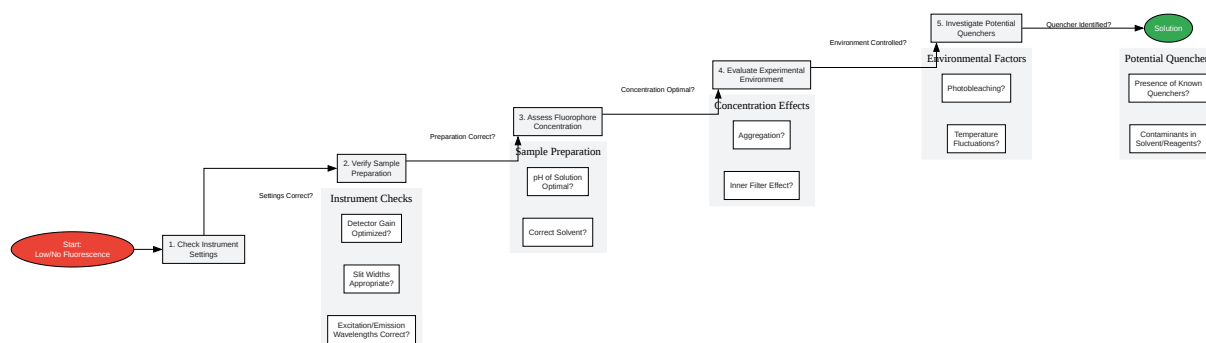 Start:
Low/No Fluorescence
1. Check Instrument
Settings
Settings Correct?
2. Verify Sample
Preparation
Instrument Checks
Detector Gain
Optimized?
Slit Widths
Appropriate?
Excitation/Emission
Wavelengths Correct?
Preparation Correct?
3. Assess Fluorophore
Concentration
Sample Preparation
pH of Solution
Optimal?
Correct Solvent?
Concentration Optimal?
4. Evaluate Experimental
Environment
Concentration Effects
Aggregation?
Inner Filter Effect?
Environment Controlled?
5. Investigate Potential
Quenchers
Environmental Factors
Photobleaching?
Temperature
Fluctuations?
Quencher Identified?
Solution
Potential Quencher
Presence of Known
Quenchers?
Contaminants in
Solvent/Reagents?